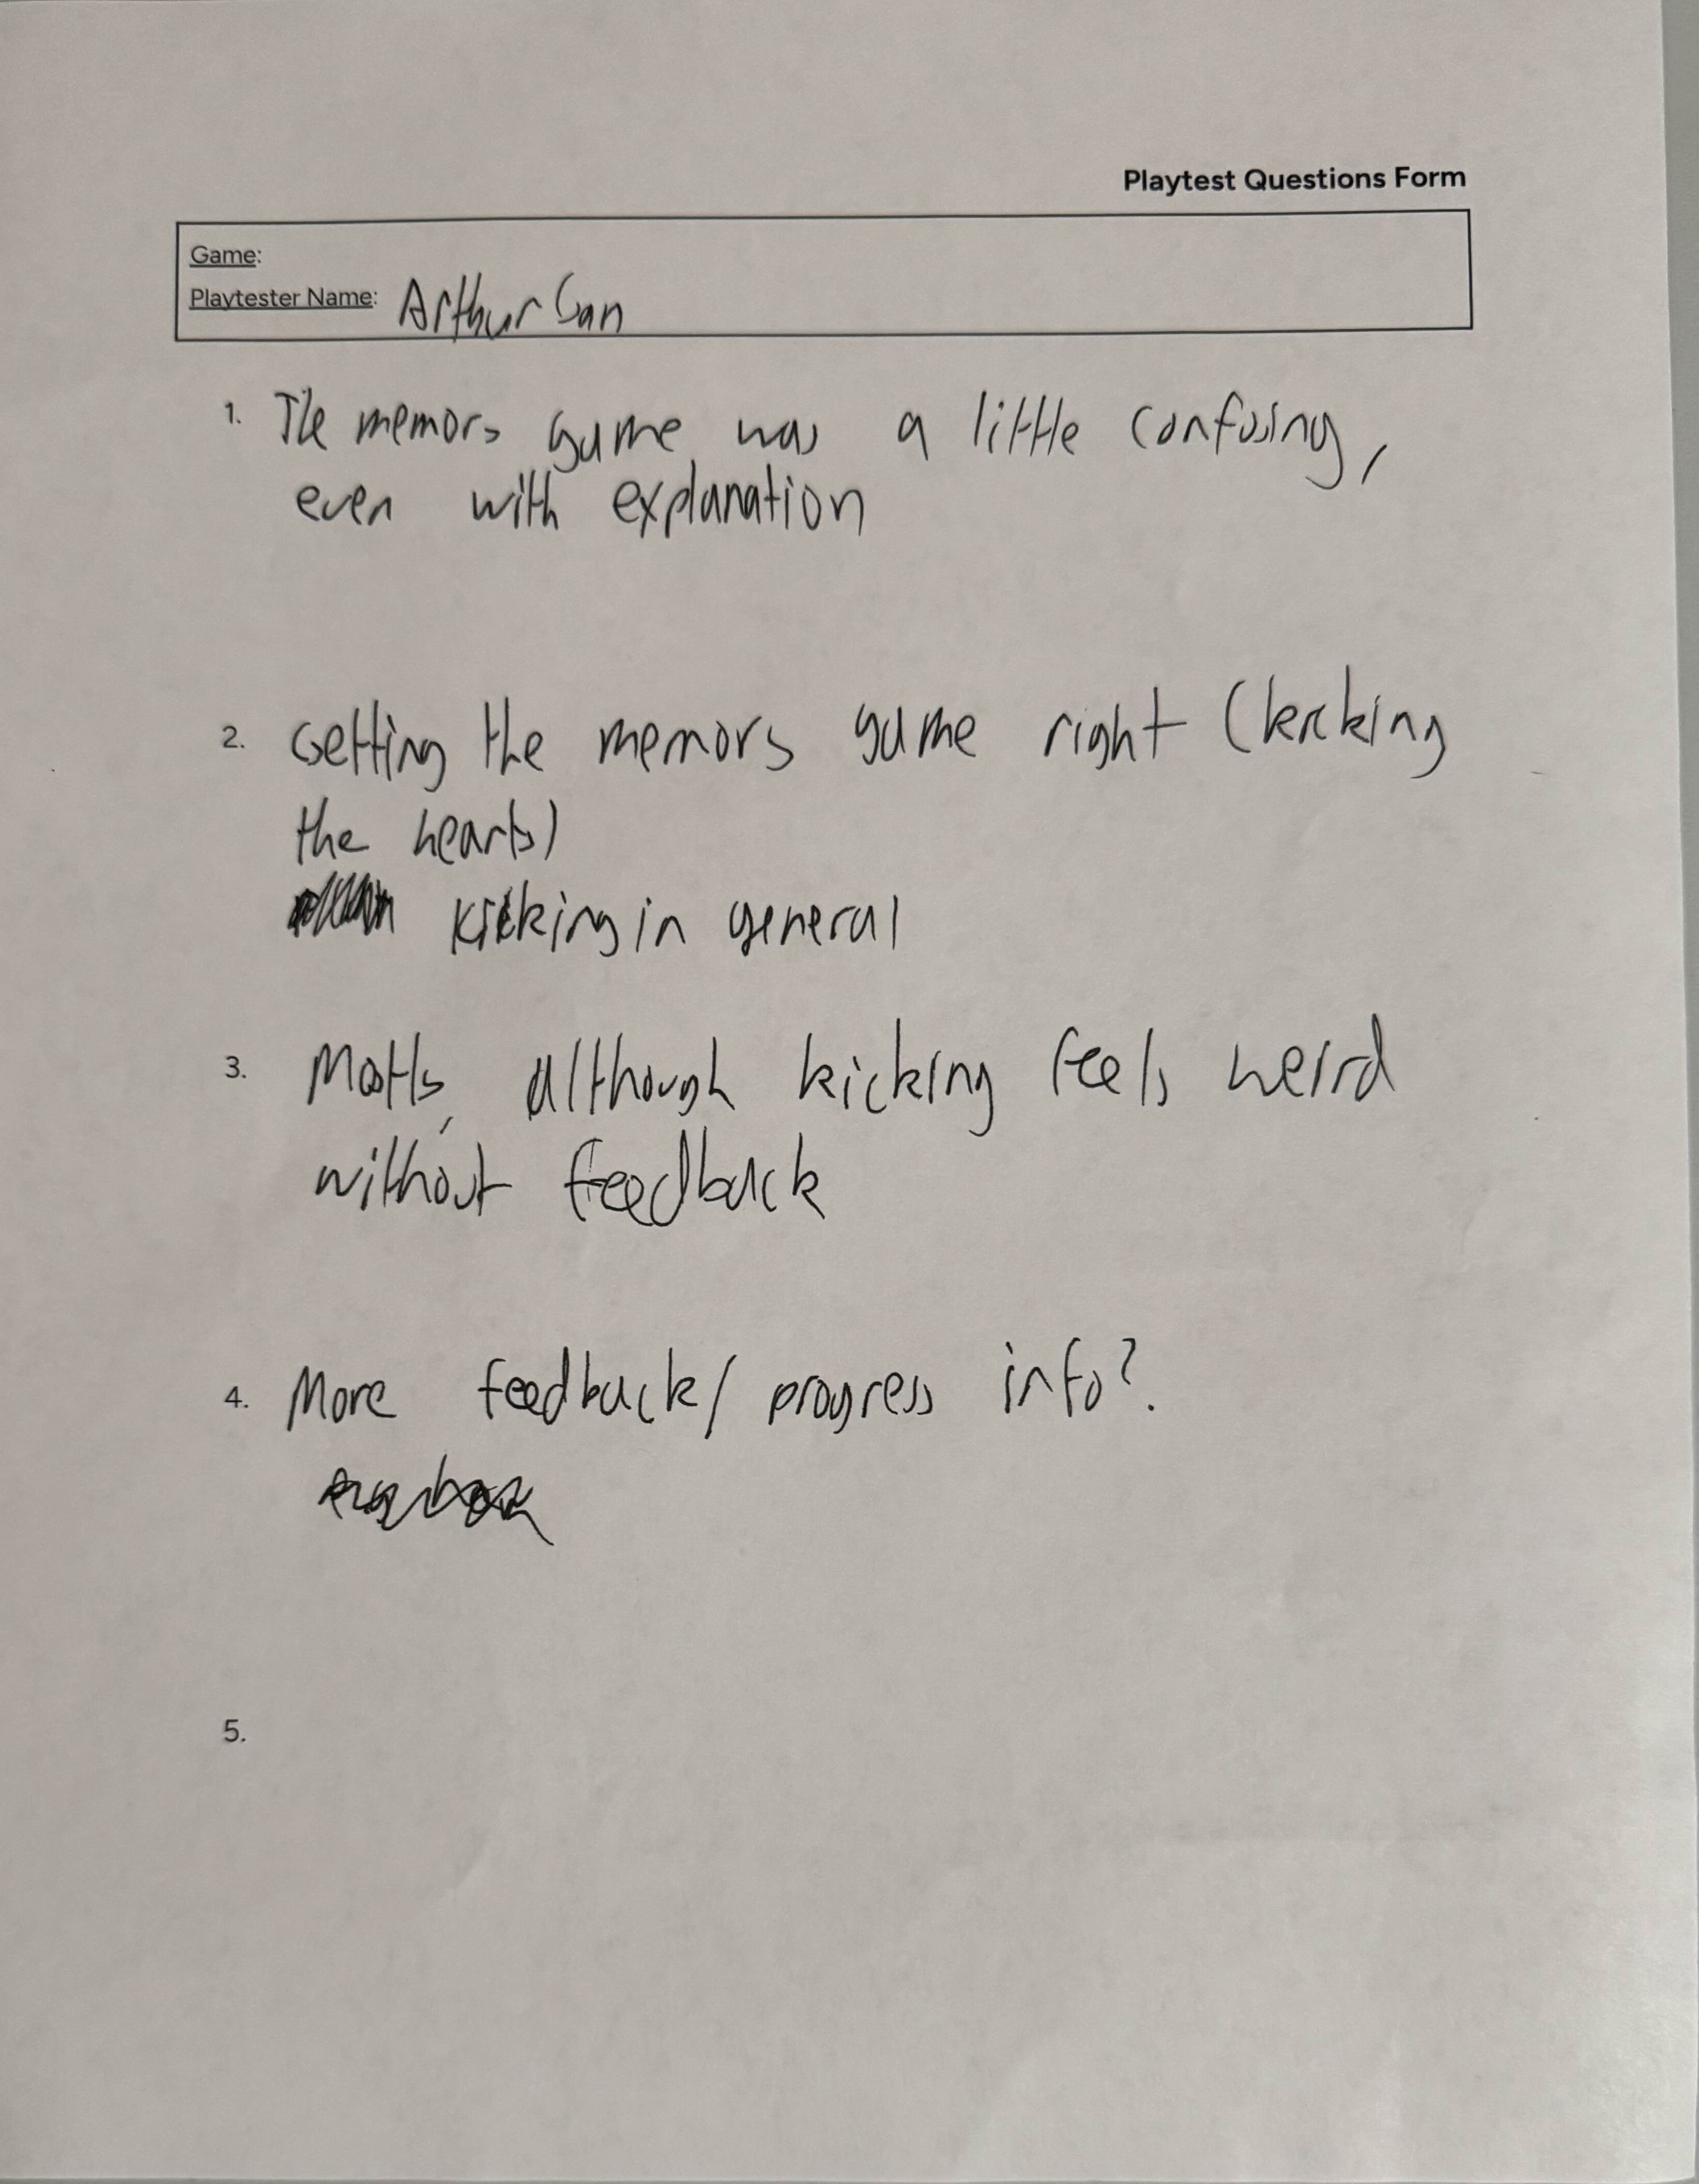 Playtest Questions Form
Game:
Playtester Name: Arthur San
1. The memory game was a little confusing,
even with explanation
2. Getting the memory game right (kicking
the hearts)
kicking in general
3. Mostly, although kicking feels weird
without feedback
4. More feedback/ progress info?.
5.